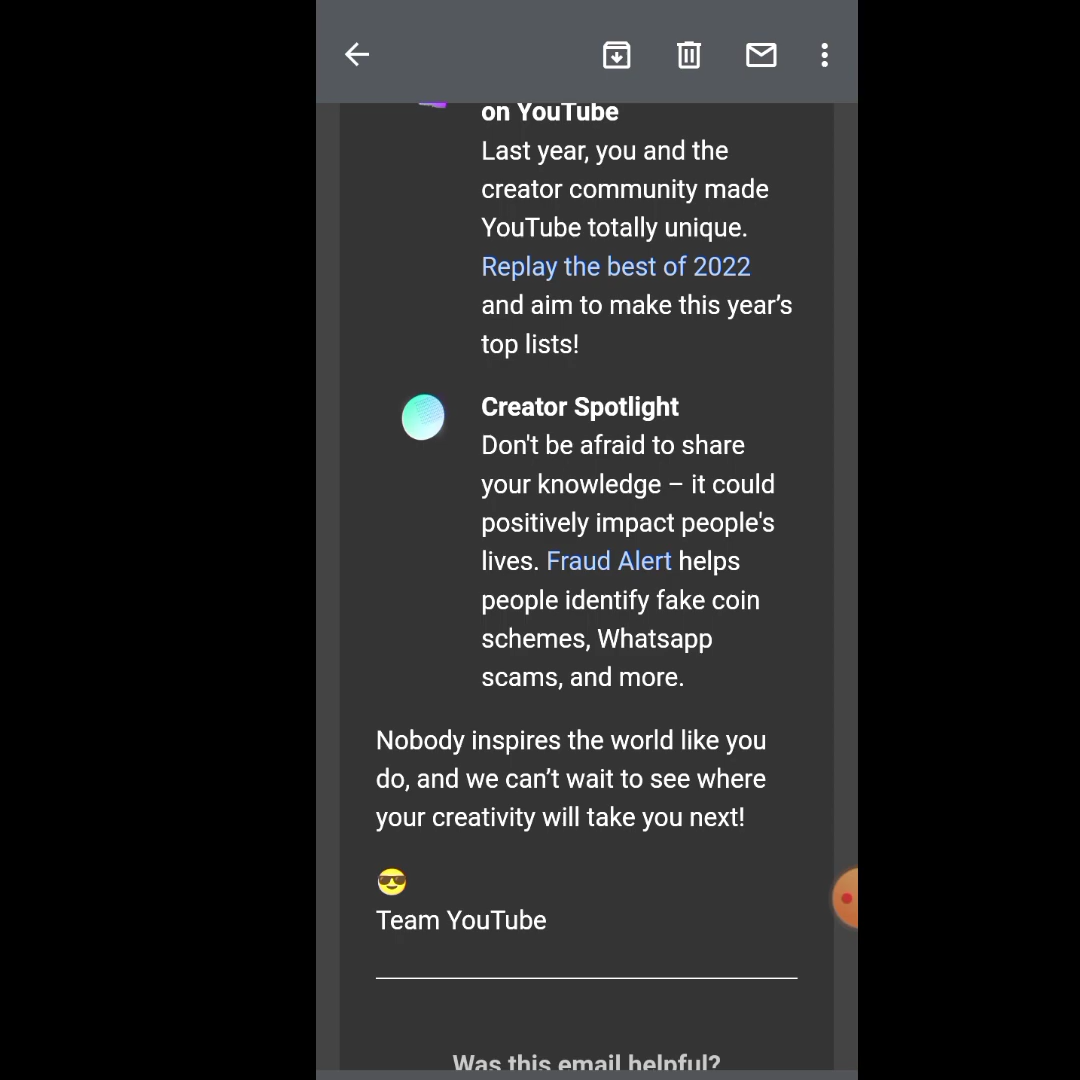 on YouTube
Last year, you and the
creator community made
YouTube totally unique.
Replay the best of 2022
and aim to make this year’s
top lists!
Creator Spotlight
Don't be afraid to share
your knowledge – it could
positively impact people's
lives. Fraud Alert helps
people identify fake coin
schemes, Whatsapp
scams, and more.
Nobody inspires the world like you
do, and we can’t wait to see where
your creativity will take you next!
😎
Team YouTube
Was this email helpful?